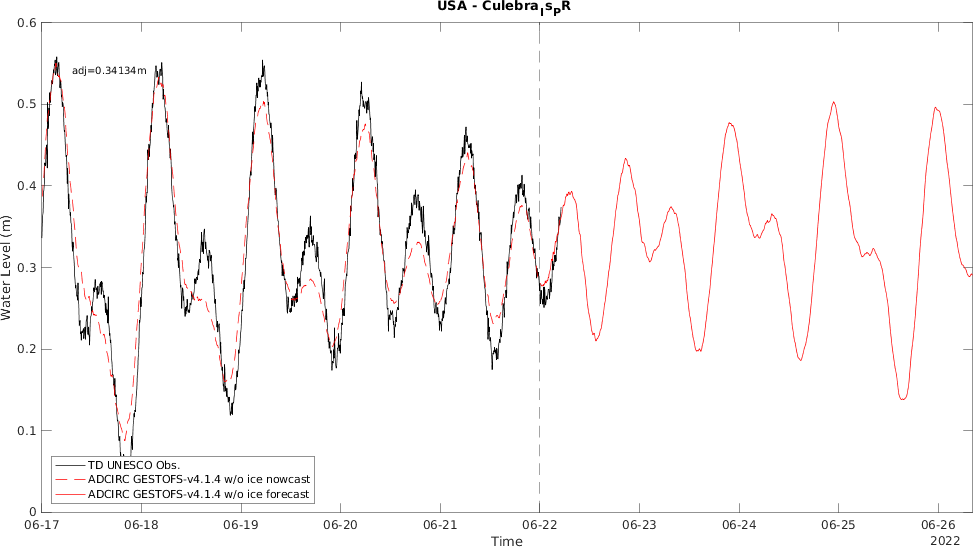 USA - Culebra_Is_PR
0.6
adj=0.34134m
0.5
0.4
0.3
Water Level (m)
0.2
0.1
TD UNESCO Obs.
ADCIRC GESTOFS-v4.1.4 w/o ice nowcast
ADCIRC GESTOFS-v4.1.4 w/o ice forecast
0
06-17 06-18 06-19 06-20 06-21 06-22 06-23 06-24 06-25 06-26
Time
2022